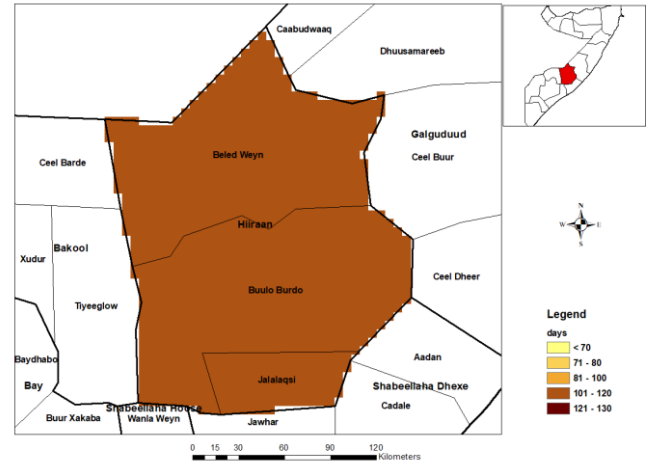 Caabudwaaq
Dhuusamareeb
Galguduud
Ceel Barde
Beled Weyn
Ceel Buur
Hiiraan
Xudur
Bakool
Ceel Dheer
Buulo Burdo
Tiyeeglow
Baydhabo
Aadan
Bay
Jalalaqsi
Shabeellaha Dhexe
Shabeellaha Hoose
Cadale
Buur Xakaba
Wanla Weyn
Jawhar
N
W
E
S
Legend
days
< 70
71 - 80
81 - 100
101 - 120
121 - 130
0 15 30 60 90 120
Kilometers